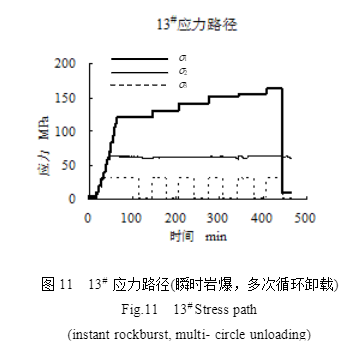 13#应力路径
σ1
σ2
σ3
200
150
100
50
0
应力 MPa
0 100 200 300 400 500
时间 min
图 11 13# 应力路径(瞬时岩爆，多次循环卸载)
Fig.11 13# Stress path
(instant rockburst, multi- circle unloading)